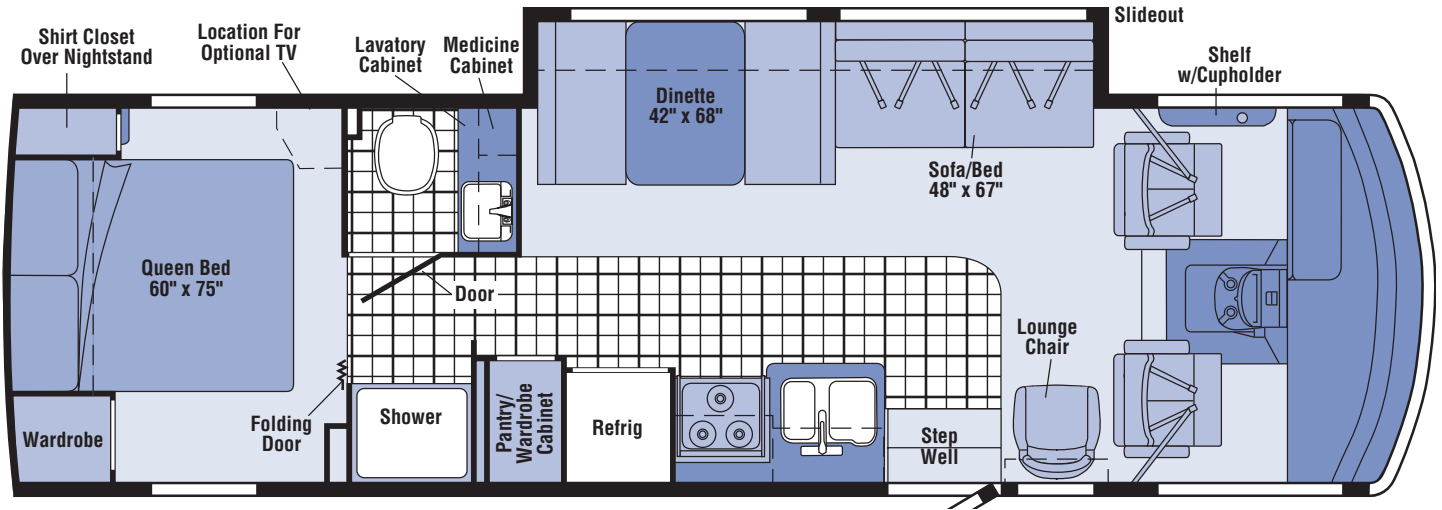 Slideout
Shirt Closet
Over Nightstand
Location For
Optional TV
Lavatory
Cabinet
Medicine
Cabinet
Shelf
w/Cupholder
Dinette
42" x 68"
Sofa/Bed
48" x 67"
Queen Bed
60" x 75"
Door
Lounge
Chair
Folding
Door
Shower
Pantry/
Wardrobe
Cabinet
Refrig
Wardrobe
Step
Well